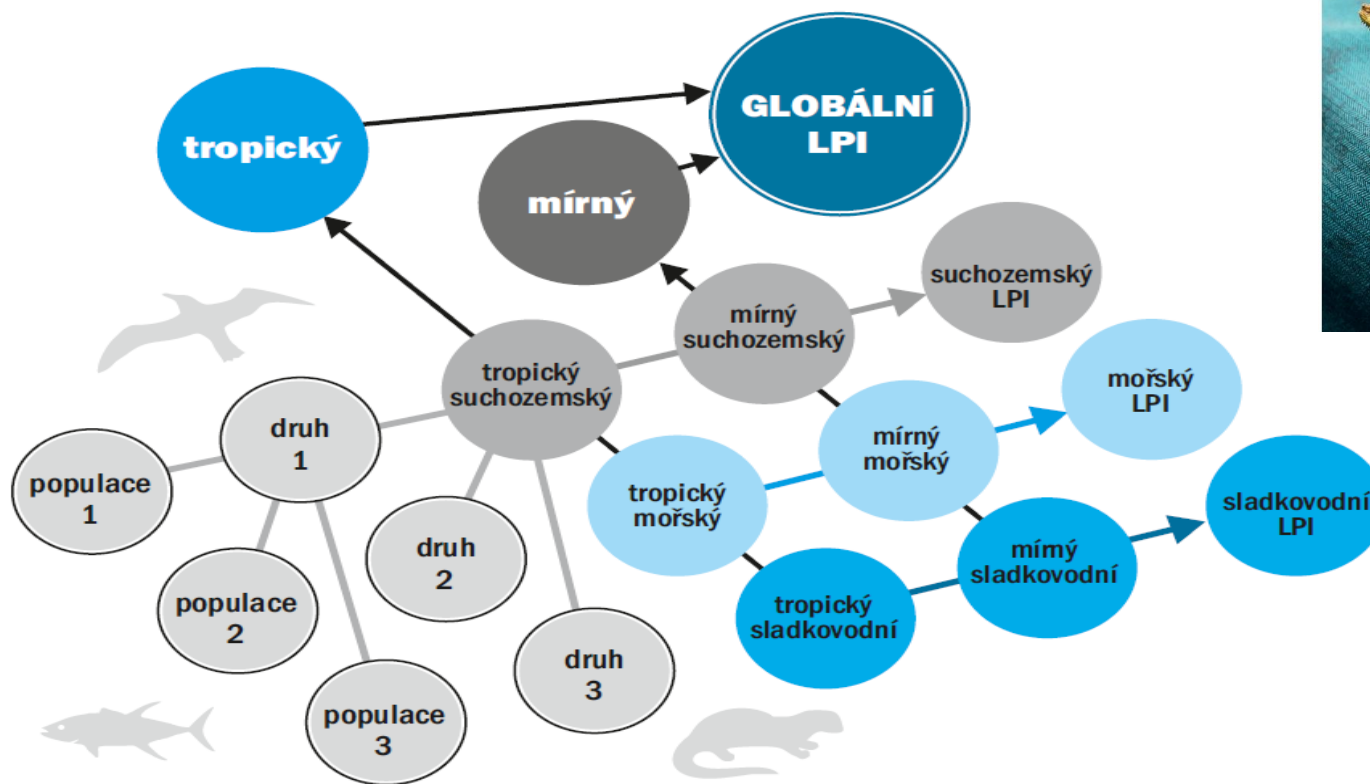 tropický
GLOBÁLNÍ
LPI
mírný
suchozemský
LPI
mírný
suchozemský
tropický
suchozemský
mořský
LPI
druh
1
mírný
mořský
populace
1
tropický
mořský
sladkovodní
LPI
druh
2
mírný
sladkovodní
populace
2
tropický
sladkovodní
druh
3
populace
3